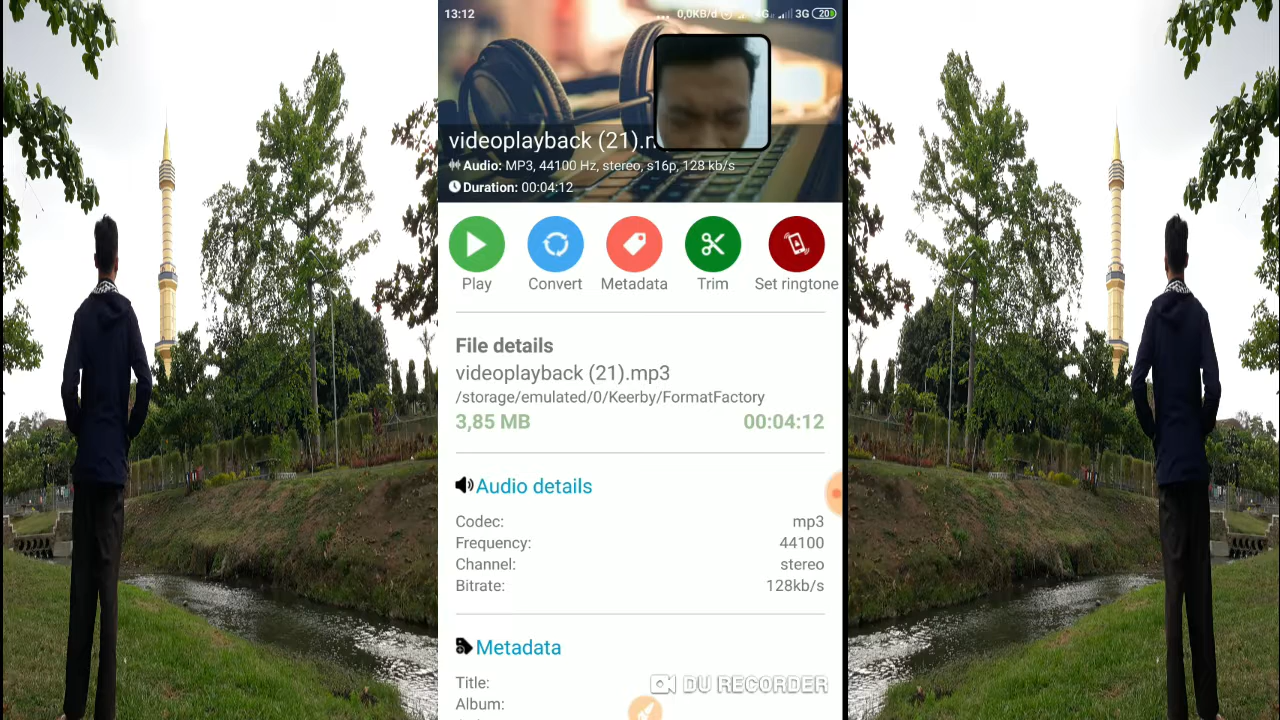 13:12
0,0KB/d 4G 3G 20
videoplayback (21).
Audio: MP3, 44100 Hz, stereo, s16p, 128 kb/s
Duration: 00:04:12
Play Convert Metadata Trim Set ringtone
File details
videoplayback (21).mp3
/storage/emulated/0/Keerby/FormatFactory
3,85 MB 00:04:12
Audio details
Codec: mp3
Frequency: 44100
Channel: stereo
Bitrate: 128kb/s
Metadata
Title:
DU RECORDER
Album: